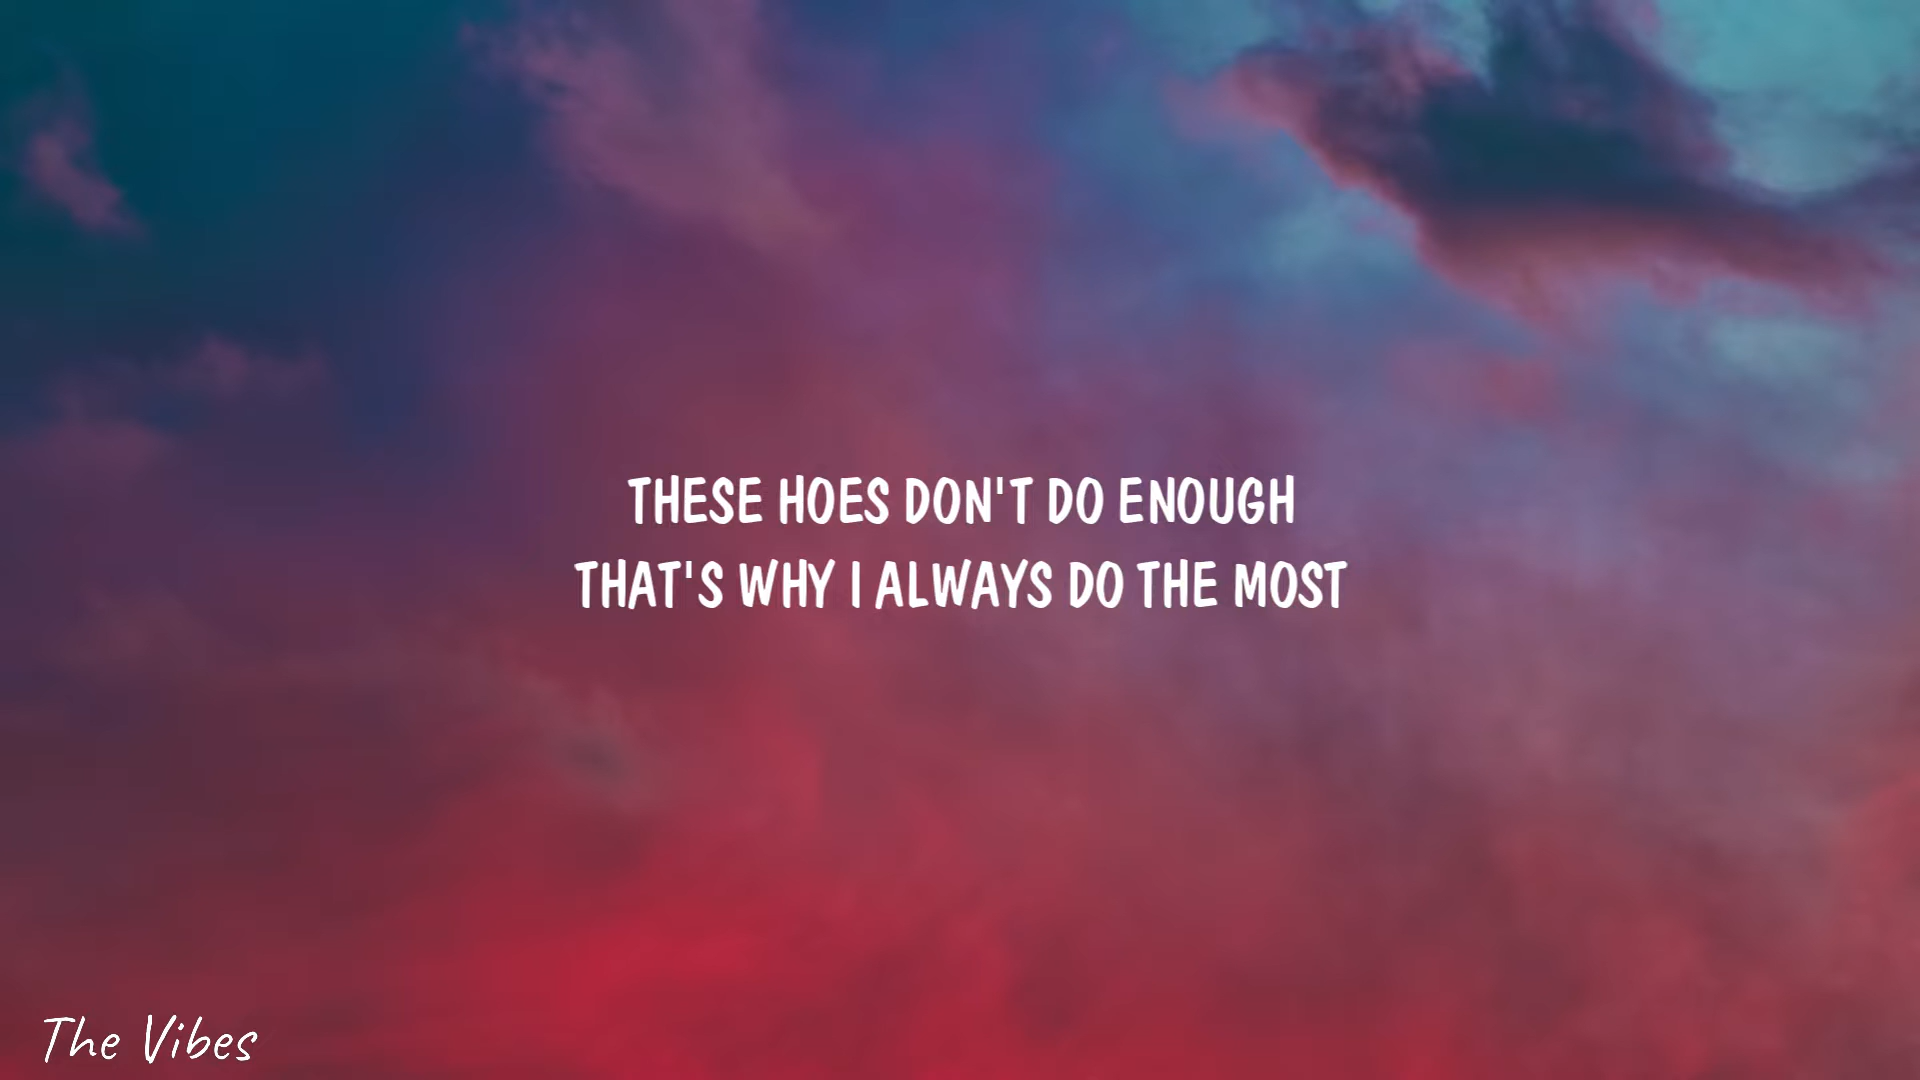 THESE HOES DON'T DO ENOUGH
THAT'S WHY I ALWAYS DO THE MOST
The Vibes